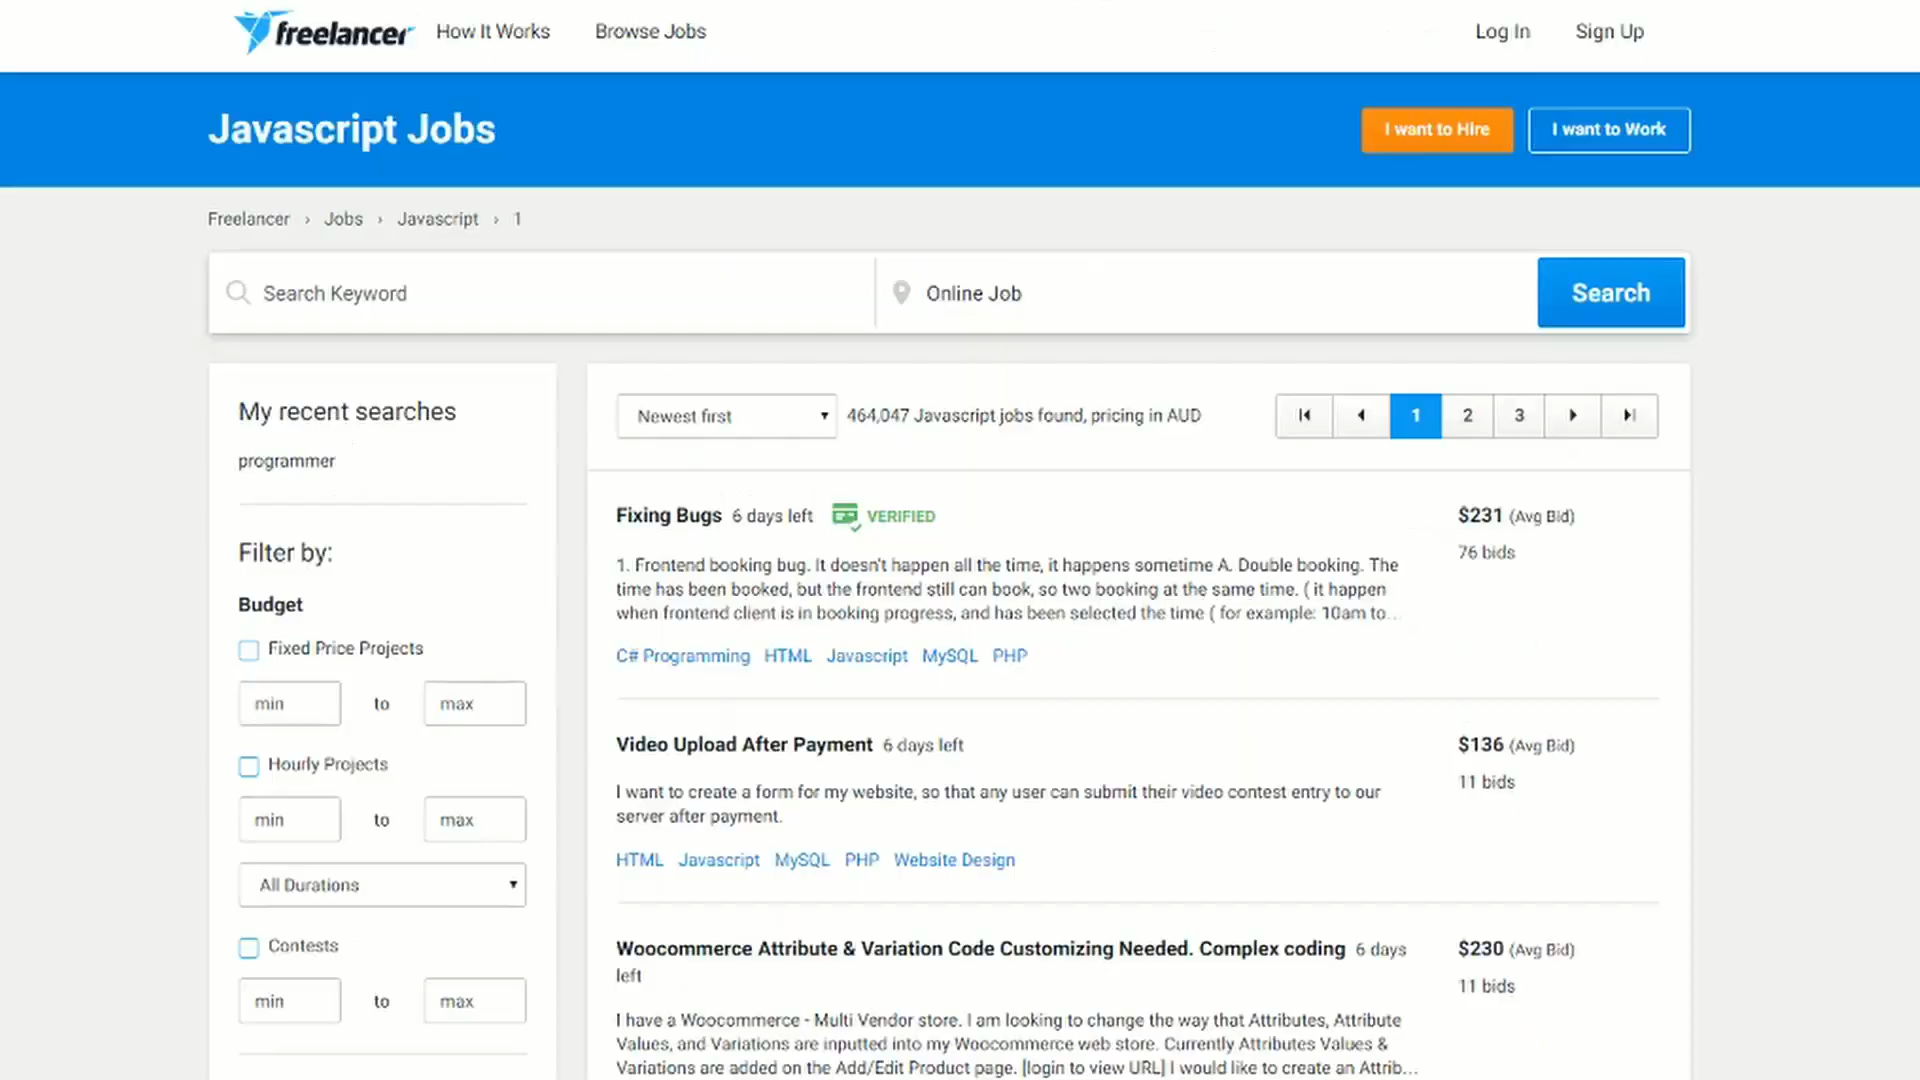 freelancer How It Works Browse Jobs Log In Sign Up
Javascript Jobs I want to Hire I want to Work
Freelancer › Jobs › Javascript › 1
Search Keyword Online Job Search
My recent searches
programmer
Filter by:
Budget
Fixed Price Projects
min to max
Hourly Projects
min to max
All Durations
Contests
min to max
Newest first 464,047 Javascript jobs found, pricing in AUD 1 2 3
Fixing Bugs 6 days left VERIFIED $231 (Avg Bid)
76 bids
1. Frontend booking bug. It doesn't happen all the time, it happens sometime A. Double booking. The
time has been booked, but the frontend still can book, so two booking at the same time. ( it happen
when frontend client is in booking progress, and has been selected the time ( for example: 10am to...
C# Programming HTML Javascript MySQL PHP
Video Upload After Payment 6 days left $136 (Avg Bid)
11 bids
I want to create a form for my website, so that any user can submit their video contest entry to our
server after payment.
HTML Javascript MySQL PHP Website Design
Woocommerce Attribute & Variation Code Customizing Needed. Complex coding 6 days $230 (Avg Bid)
left
11 bids
I have a Woocommerce - Multi Vendor store. I am looking to change the way that Attributes, Attribute
Values, and Variations are inputted into my Woocommerce web store. Currently Attributes Values &
Variations are added on the Add/Edit Product page. [login to view URL] I would like to create an Attrib...